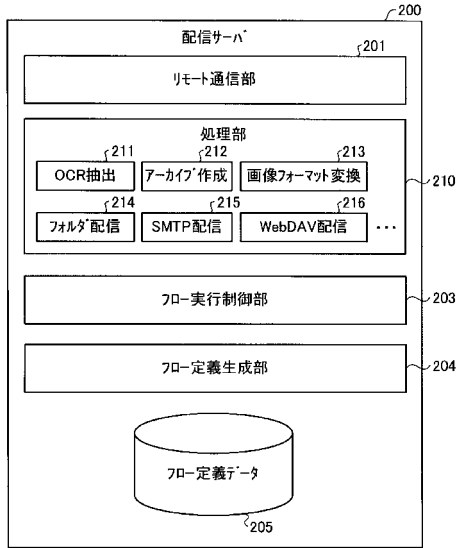 200
配信サーバ
201
リモート通信部
処理部
211
212
213
OCR抽出
アーカイブ作成
画像フォーマット変換
210
214
215
216
フォルダ配信
SMTP配信
WebDAV配信
...
フロー実行制御部
203
フロー定義生成部
204
フロー定義データ
205